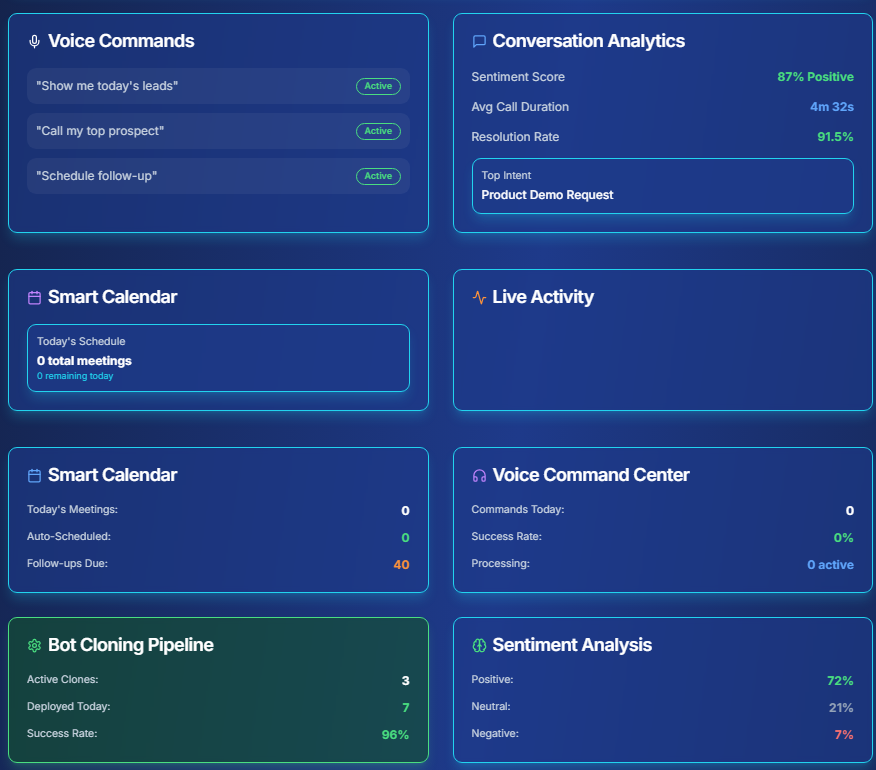 Voice Commands
"Show me today's leads" Active
"Call my top prospect" Active
"Schedule follow-up" Active
Conversation Analytics
Sentiment Score 87% Positive
Avg Call Duration 4m 32s
Resolution Rate 91.5%
Top Intent
Product Demo Request
Smart Calendar
Today's Schedule
0 total meetings
0 remaining today
Live Activity
Smart Calendar
Today's Meetings: 0
Auto-Scheduled: 0
Follow-ups Due: 40
Voice Command Center
Commands Today: 0
Success Rate: 0%
Processing: 0 active
Bot Cloning Pipeline
Active Clones: 3
Deployed Today: 7
Success Rate: 96%
Sentiment Analysis
Positive: 72%
Neutral: 21%
Negative: 7%